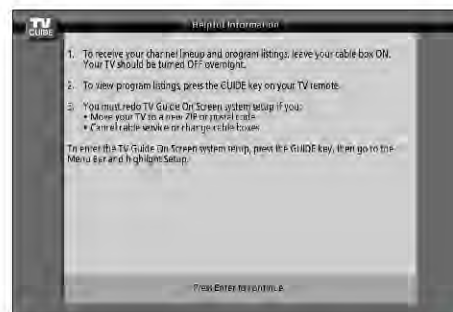 TV
GUIDE
Helpful Information
1. To receive your channel lineup and program listings, leave your cable box ON.
Your TV should be turned OFF overnight.
2. To view program listings, press the GUIDE key on your TV remote.
3. You must redo TV Guide On Screen system setup if you:
• Move your TV to a new ZIP or postal code
• Cancel cable service or change cable boxes
To enter the TV Guide On Screen system setup, press the GUIDE key, then go to the
Menu Bar and highlight Setup.
Press Enter to continue